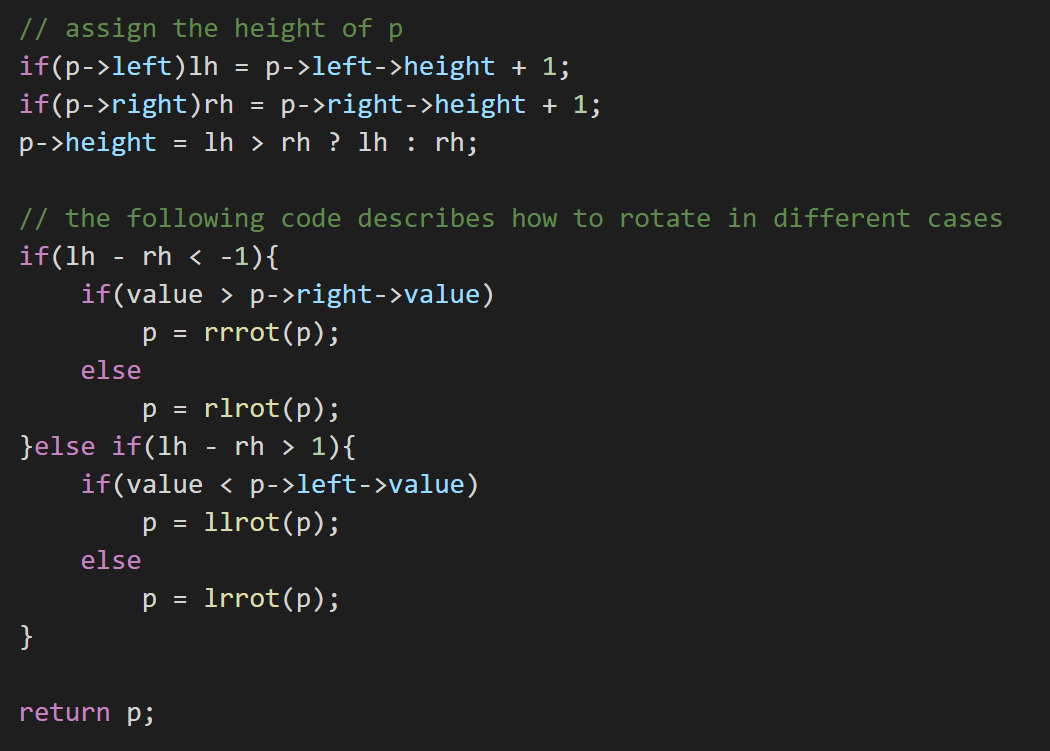 // assign the height of p
if(p->left)lh = p->left->height + 1;
if(p->right)rh = p->right->height + 1;
p->height = lh > rh ? lh : rh;

// the following code describes how to rotate in different cases
if(lh - rh < -1){
    if(value > p->right->value)
        p = rrrot(p);
    else
        p = rlrot(p);
}else if(lh - rh > 1){
    if(value < p->left->value)
        p = llrot(p);
    else
        p = lrrot(p);
}

return p;